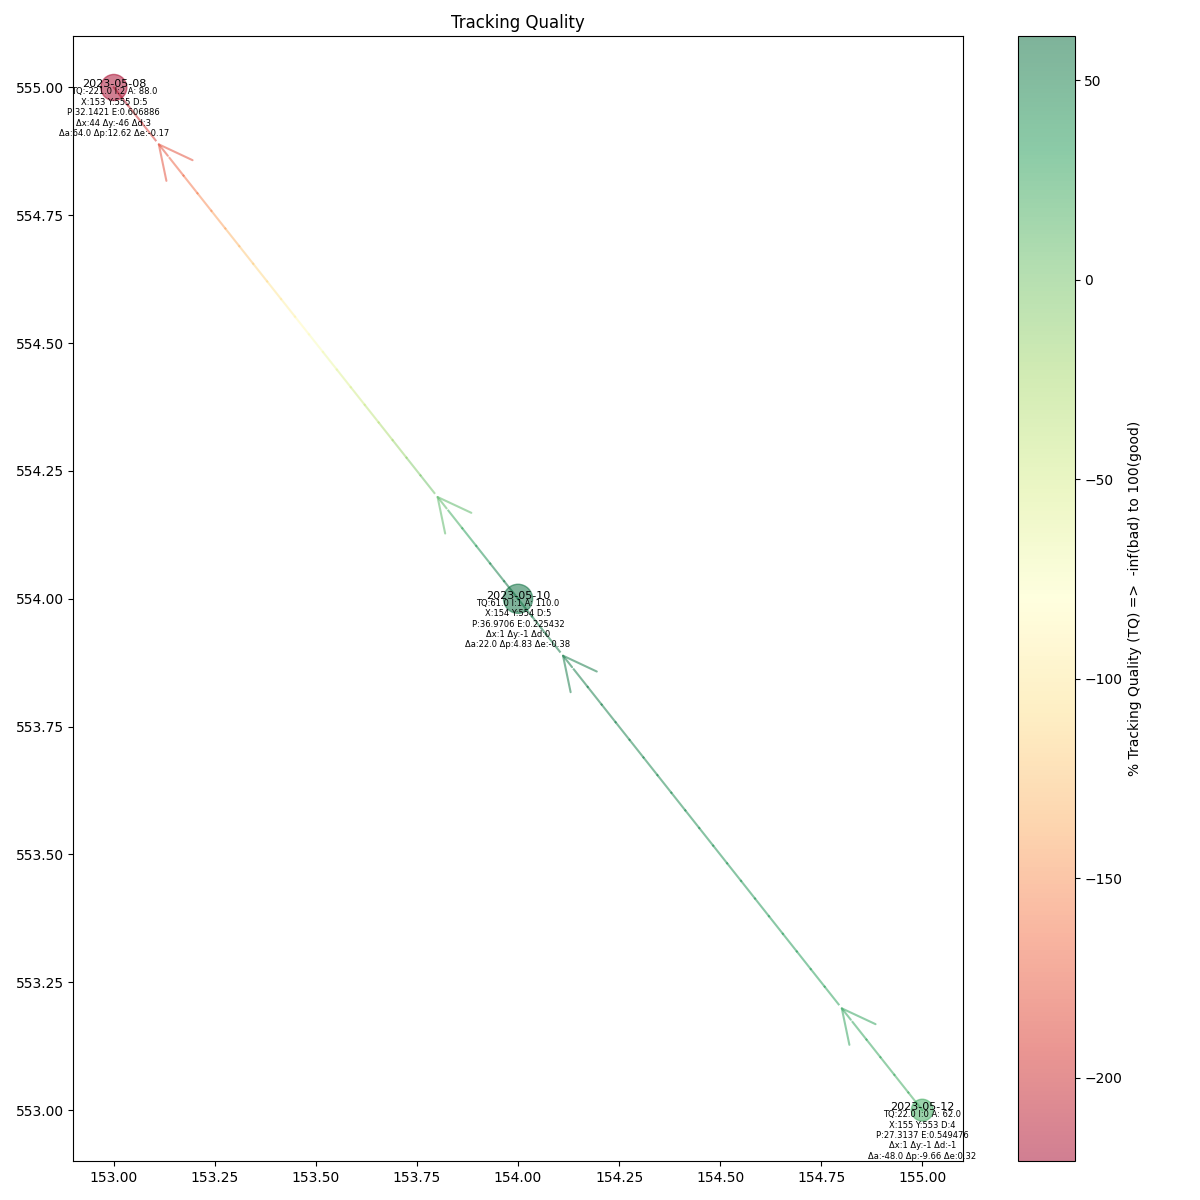 Tracking Quality
555.00
554.75
554.50
554.25
554.00
553.75
553.50
553.25
553.00
2023-05-08
TQ:-221.0 I:2 A: 88.0
X:153 Y:555 D:5
P:32.1421 E:0.606886
Δx:44 Δy:-46 Δd:3
Δa:64.0 Δp:12.62 Δe:-0.17
2023-05-10
TQ:61.0 I:1 A: 110.0
X:154 Y:554 D:5
P:36.9706 E:0.225432
Δx:1 Δy:-1 Δd:0
Δa:22.0 Δp:4.83 Δe:-0.38
2023-05-12
TQ:22.0 I:0 A: 62.0
X:155 Y:553 D:4
P:27.3137 E:0.549476
Δx:1 Δy:-1 Δd:-1
Δa:-48.0 Δp:-9.66 Δe:0.32
153.00 153.25 153.50 153.75 154.00 154.25 154.50 154.75 155.00
50
0
−50
−100
−150
−200
% Tracking Quality (TQ) => -inf(bad) to 100(good)